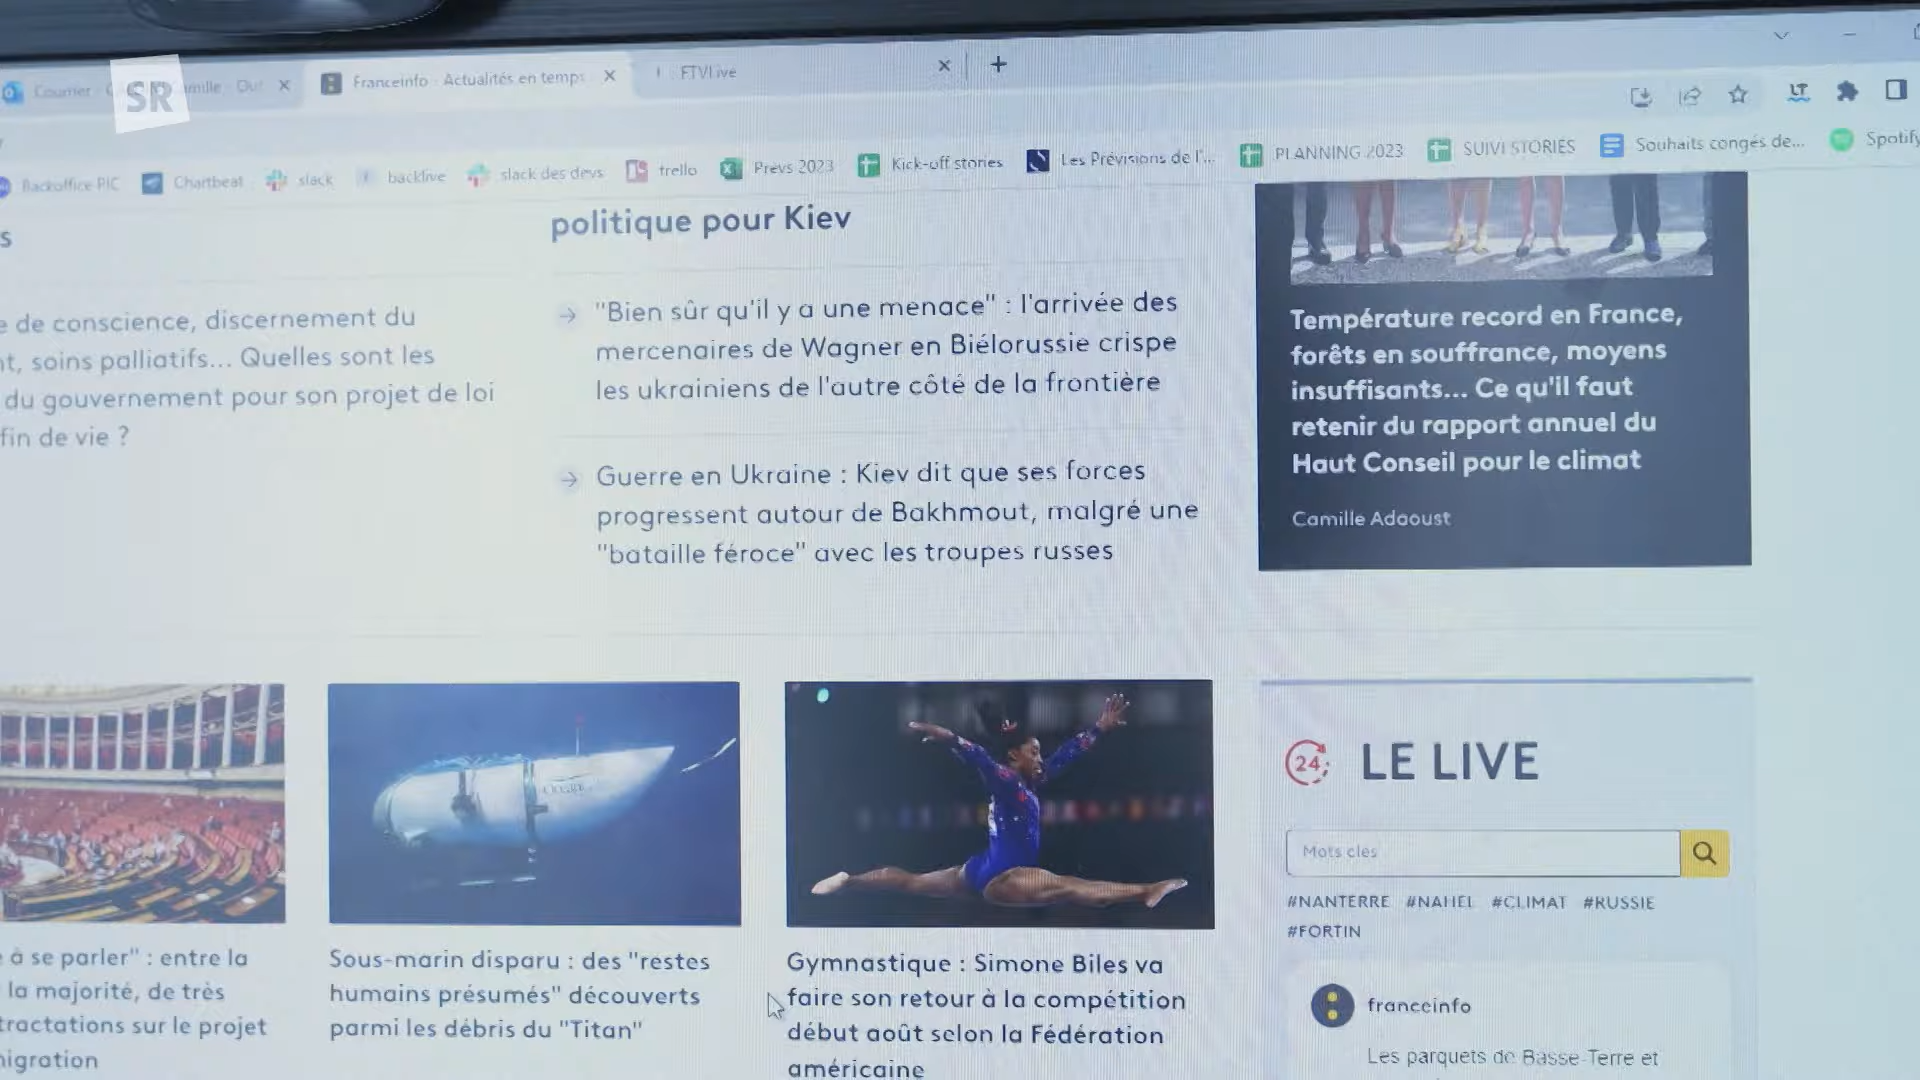 SR
Courrier
Franceinfo - Actualités en temps
FTVLive
Backoffice PIC
Chartbeat
slack
backlive
slack des devs
trello
Prevs 2023
Kick-off stories
Les Prévisions de l'...
PLANNING 2023
SUIVI STORIES
Souhaits congés de...
Spotify
LT
s
politique pour Kiev
e de conscience, discernement du
nt, soins palliatifs... Quelles sont les
du gouvernement pour son projet de loi
fin de vie ?
"Bien sûr qu'il y a une menace" : l'arrivée des
mercenaires de Wagner en Biélorussie crispe
les ukrainiens de l'autre côté de la frontière
Guerre en Ukraine : Kiev dit que ses forces
progressent autour de Bakhmout, malgré une
"bataille féroce" avec les troupes russes
Température record en France,
forêts en souffrance, moyens
insuffisants... Ce qu'il faut
retenir du rapport annuel du
Haut Conseil pour le climat
Camille Adaoust
à se parler" : entre la
la majorité, de très
tractations sur le projet
migration
Sous-marin disparu : des "restes
humains présumés" découverts
parmi les débris du "Titan"
Gymnastique : Simone Biles va
faire son retour à la compétition
début août selon la Fédération
américaine
24
LE LIVE
Mots clés
#NANTERRE #NAHEL #CLIMAT #RUSSIE
#FORTIN
franceinfo
Les parquets de Basse-Terre et